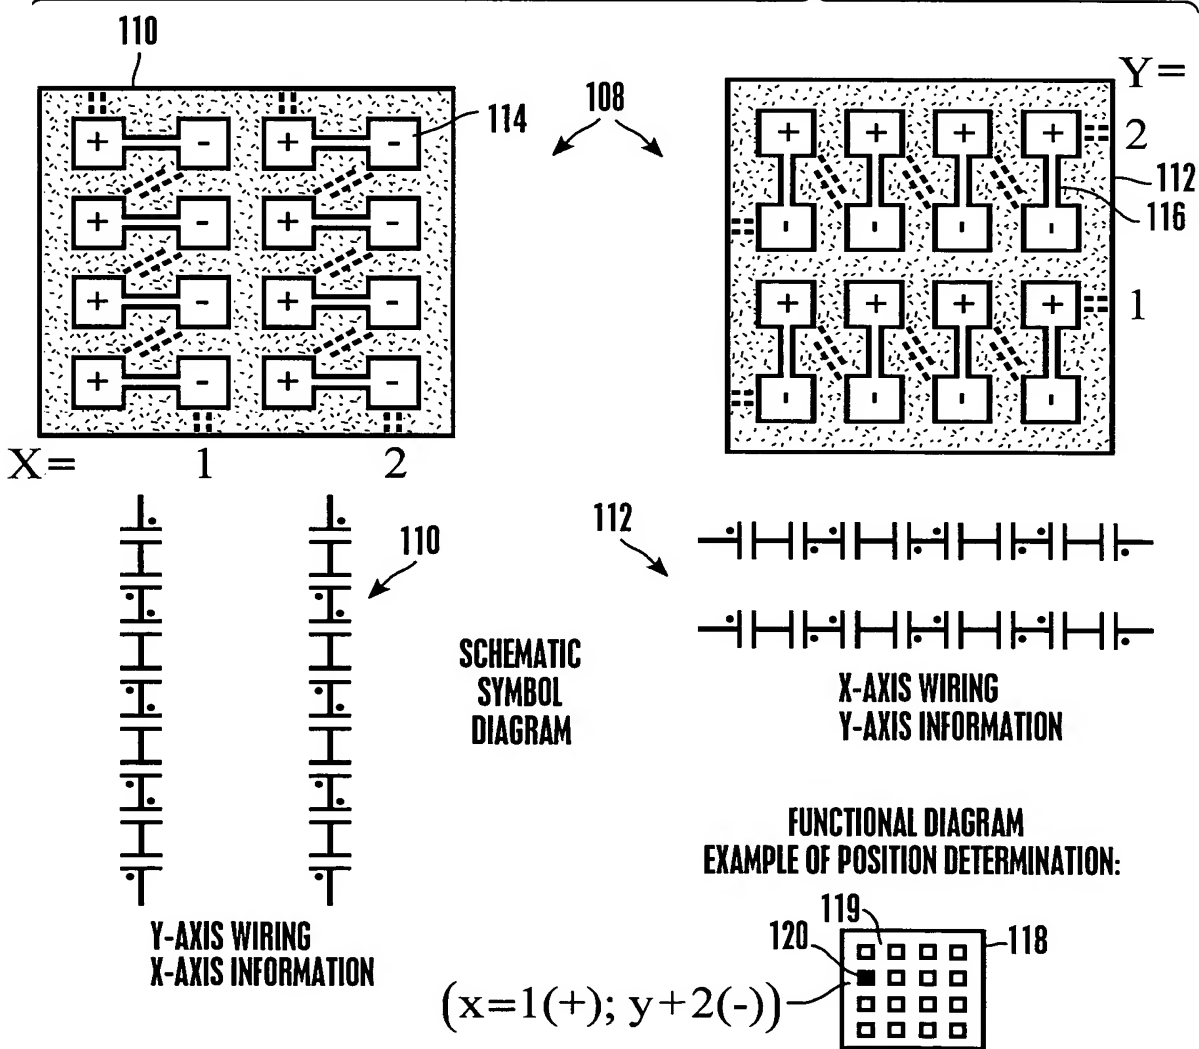 110
108
Y=
114
2
112
116
1
X= 1 2
110
112
SCHEMATIC
SYMBOL
DIAGRAM
X-AXIS WIRING
Y-AXIS INFORMATION
Y-AXIS WIRING
X-AXIS INFORMATION
FUNCTIONAL DIAGRAM
EXAMPLE OF POSITION DETERMINATION:
119
120
118
(x=1(+); y+2(-))
+ - + -
+ - + -
+ - + -
+ - + -
+ + + +
- - - -
+ + + +
- - - -